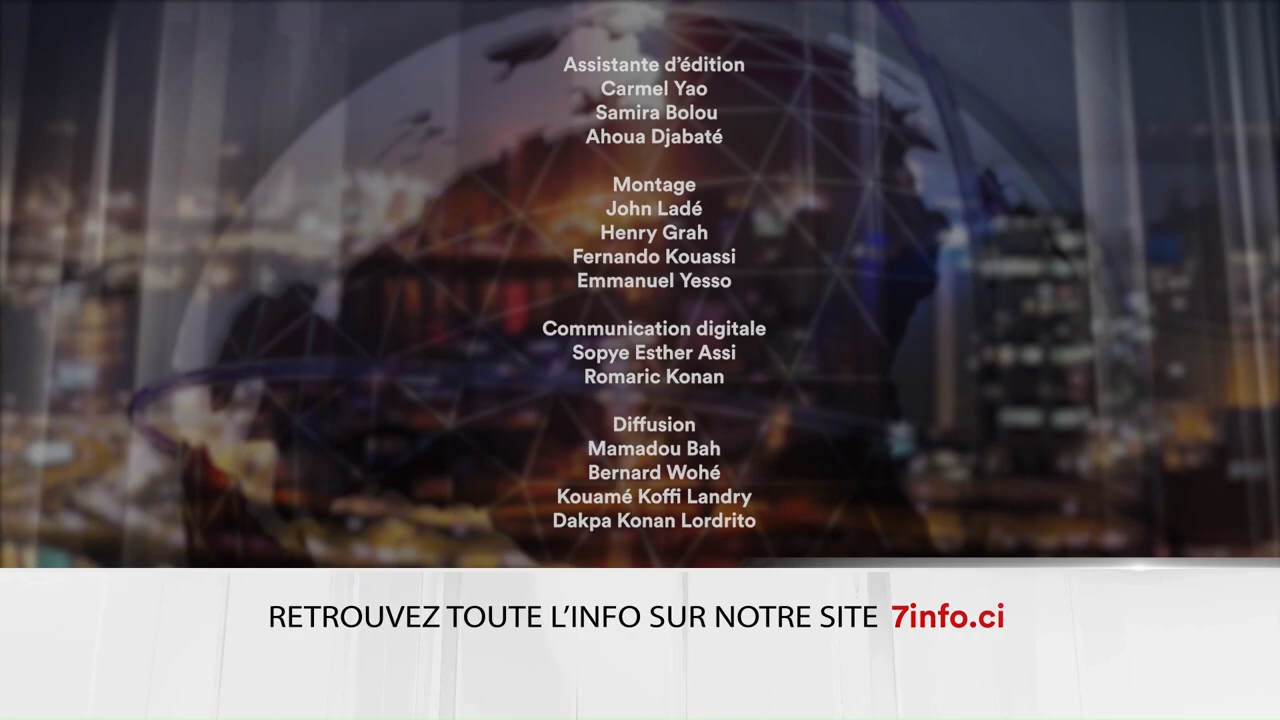 Assistante d’édition
Carmel Yao
Samira Bolou
Ahoua Djabaté
Montage
John Ladé
Henry Grah
Fernando Kouassi
Emmanuel Yesso
Communication digitale
Sopye Esther Assi
Romaric Konan
Diffusion
Mamadou Bah
Bernard Wohé
Kouamé Koffi Landry
Dakpa Konan Lordrito
RETROUVEZ TOUTE L’INFO SUR NOTRE SITE 7info.ci